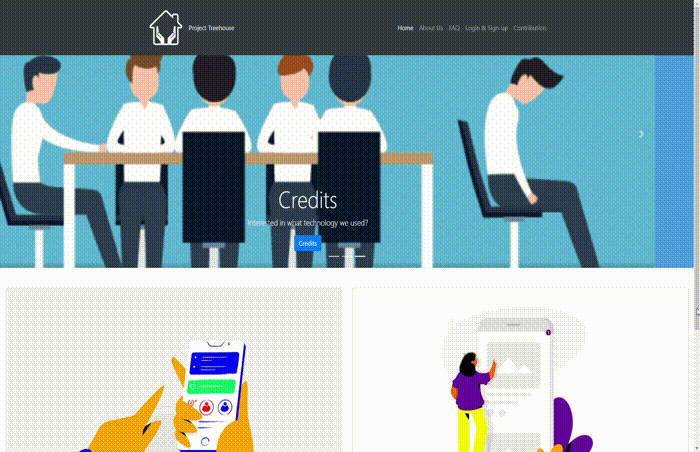 Project Treehouse
Home About Us FAQ Login & Sign up Contribution
Credits
Interested in what technology we used?
Credits